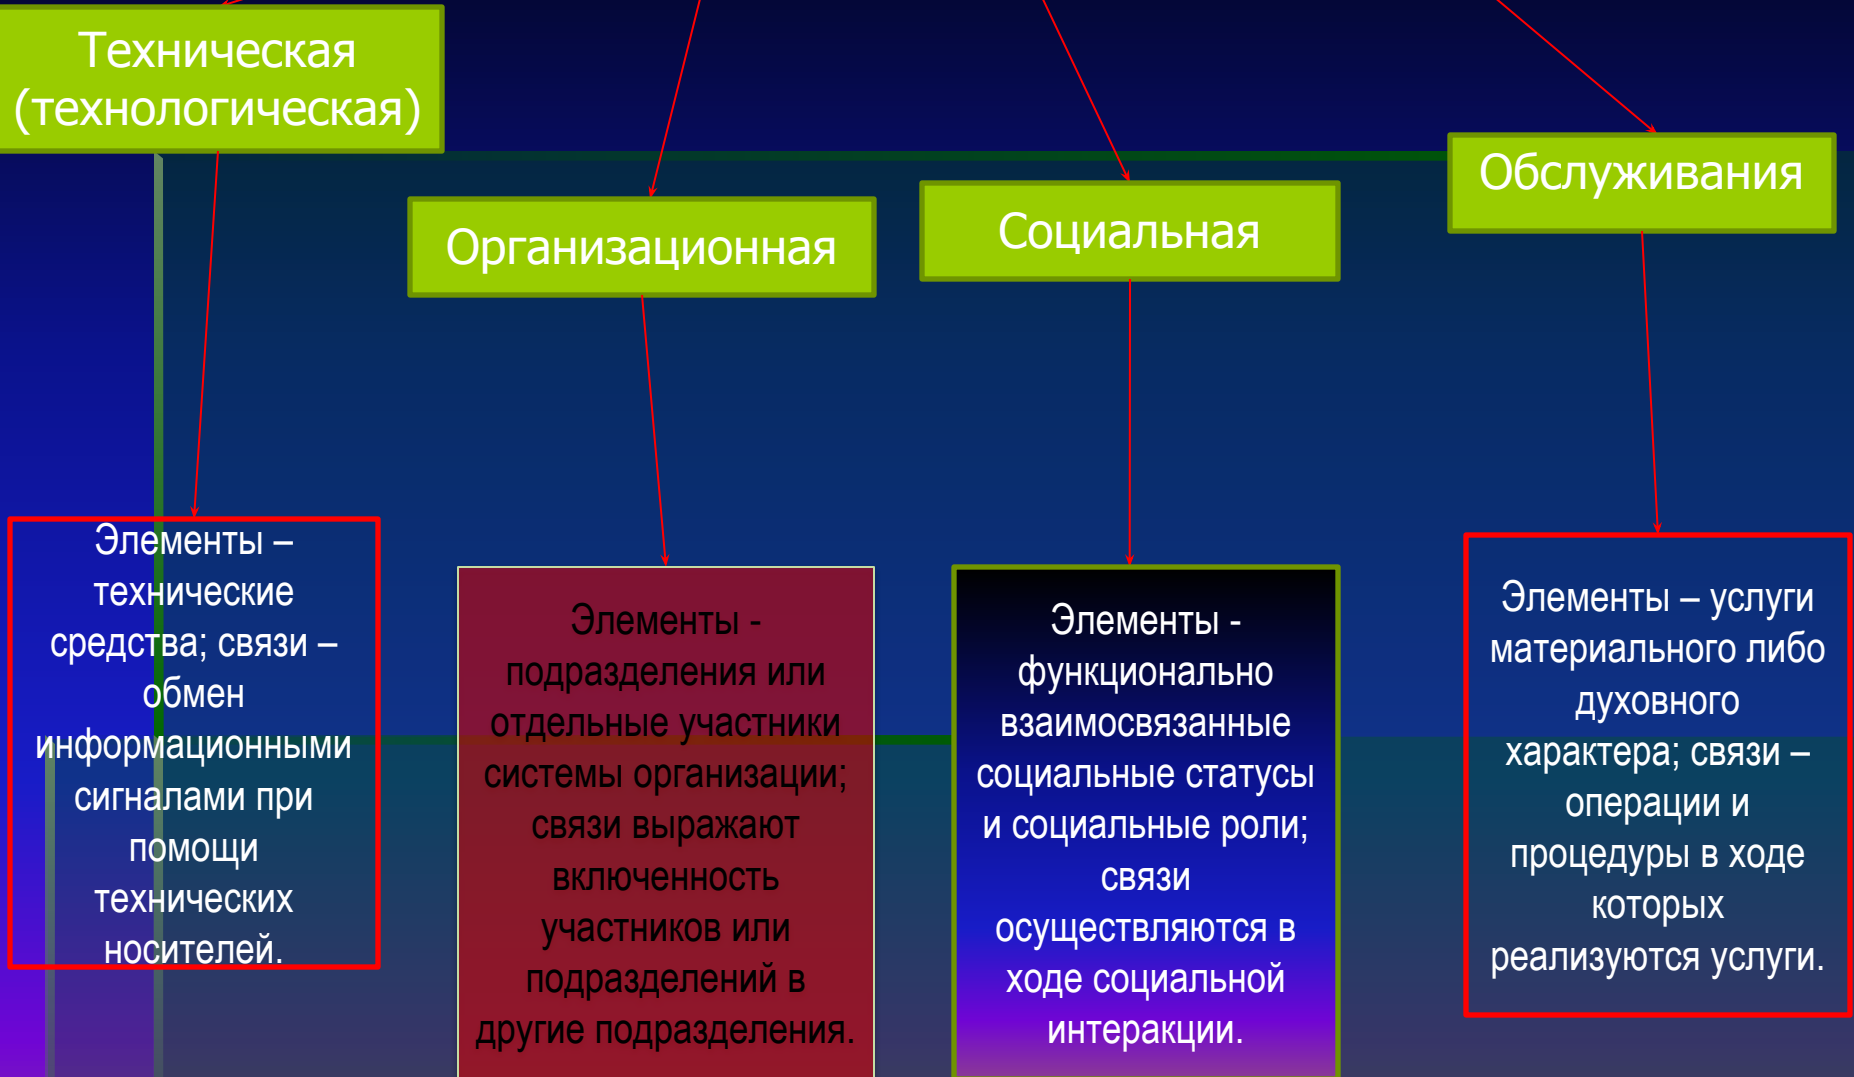 Техническая
(технологическая)
Организационная
Социальная
Обслуживания
Элементы –
технические
средства; связи –
обмен
информационными
сигналами при
помощи
технических
носителей.
Элементы -
подразделения или
отдельные участники
системы организации;
связи выражают
включенность
участников или
подразделений в
другие подразделения.
Элементы -
функционально
взаимосвязанные
социальные статусы
и социальные роли;
связи
осуществляются в
ходе социальной
интеракции.
Элементы – услуги
материального либо
духовного
характера; связи –
операции и
процедуры в ходе
которых
реализуются услуги.